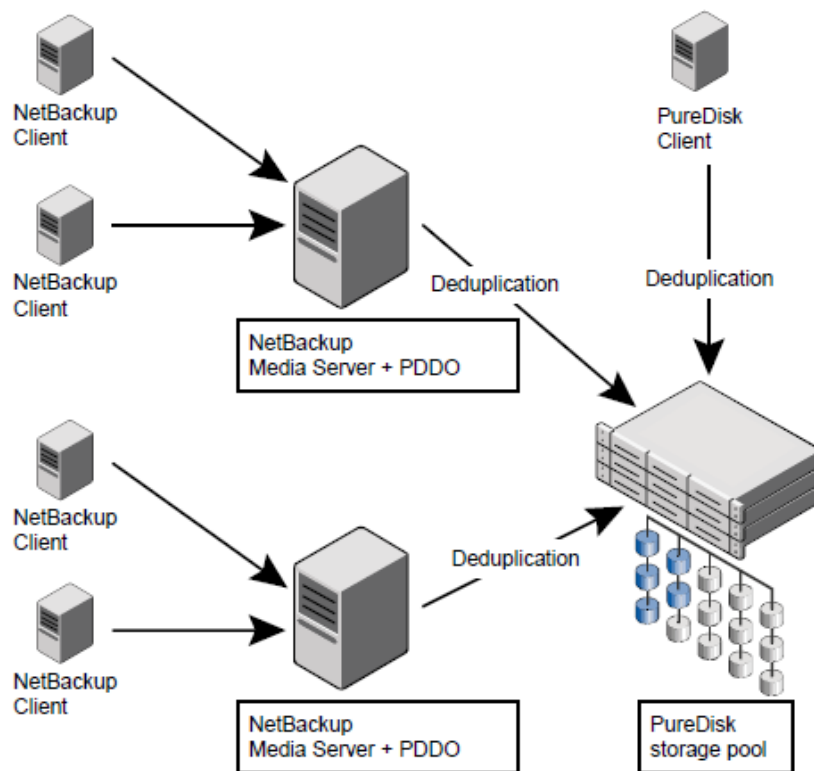 NetBackup
Client
PureDisk
Client
NetBackup
Client
Deduplication
Deduplication
NetBackup
Media Server + PDDO
NetBackup
Client
Deduplication
NetBackup
Client
NetBackup
Media Server + PDDO
PureDisk
storage pool